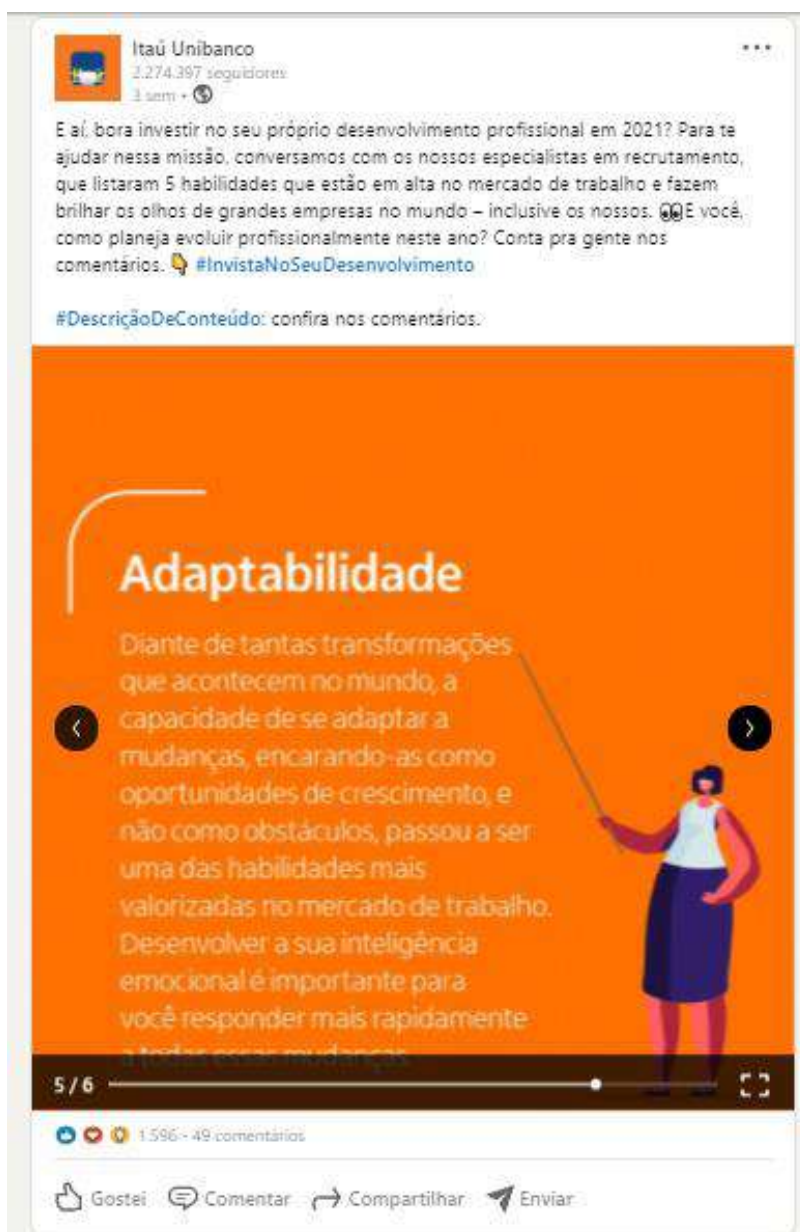 Itaú Unibanco
2.274.397 seguidores
3 sem •
E aí, bora investir no seu próprio desenvolvimento profissional em 2021? Para te
ajudar nessa missão, conversamos com os nossos especialistas em recrutamento,
que listaram 5 habilidades que estão em alta no mercado de trabalho e fazem
brilhar os olhos de grandes empresas no mundo – inclusive os nossos. 👀E você,
como planeja evoluir profissionalmente neste ano? Conta pra gente nos
comentários. 👇 #InvistaNoSeuDesenvolvimento
#DescriçãoDeConteúdo: confira nos comentários.
Adaptabilidade
Diante de tantas transformações
que acontecem no mundo, a
capacidade de se adaptar a
mudanças, encarando-as como
oportunidades de crescimento, e
não como obstáculos, passou a ser
uma das habilidades mais
valorizadas no mercado de trabalho.
Desenvolver a sua inteligência
emocional é importante para
você responder mais rapidamente
a todas essas mudanças.
5/6
1.596 - 49 comentários
Gostei Comentar Compartilhar Enviar